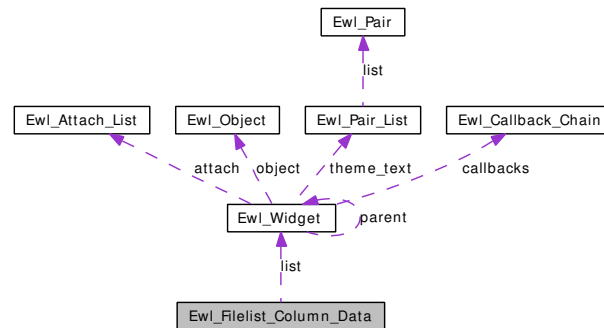 Ewl_Pair
list
Ewl_Attach_List
Ewl_Object
Ewl_Pair_List
Ewl_Callback_Chain
attach
object
theme_text
callbacks
Ewl_Widget
parent
list
Ewl_Filelist_Column_Data